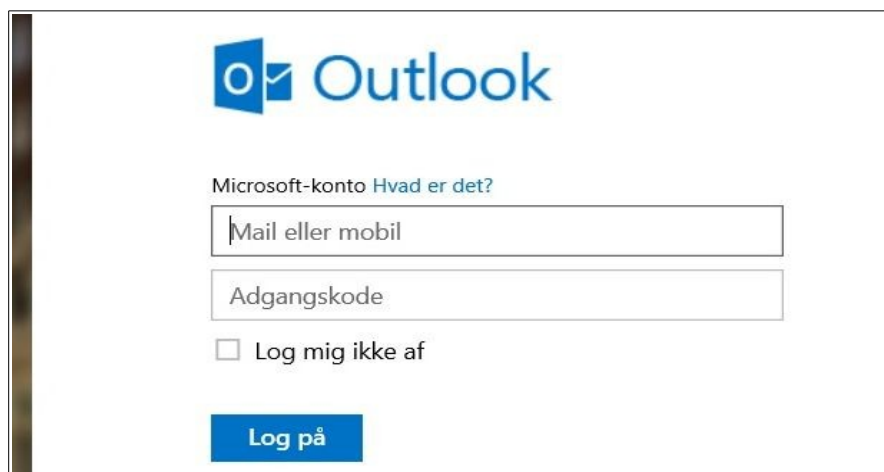 Outlook
Microsoft-konto Hvad er det?
Mail eller mobil
Adgangskode
Log mig ikke af
Log på